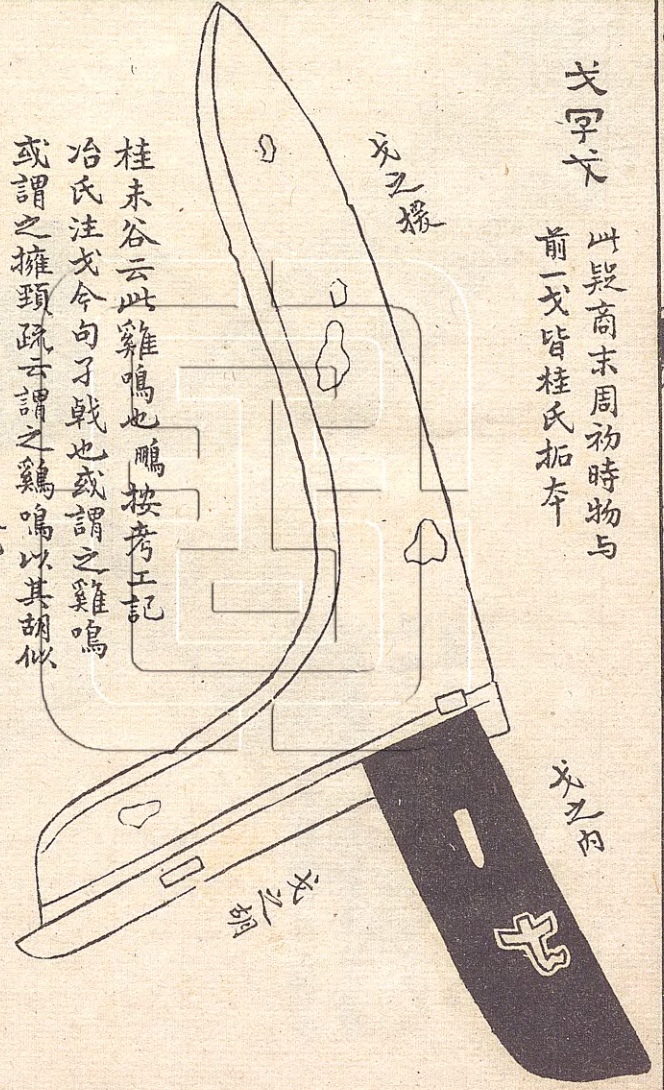 戈字戈
此疑商末周初時物与
前一戈皆桂氏拓本
戈之援
戈之内
戈之胡
桂未谷云此雞鳴也鵬按考工記
冶氏注戈今句孑戟也或謂之雞鳴
或謂之擁頸疏云謂之鷄鳴以其胡似